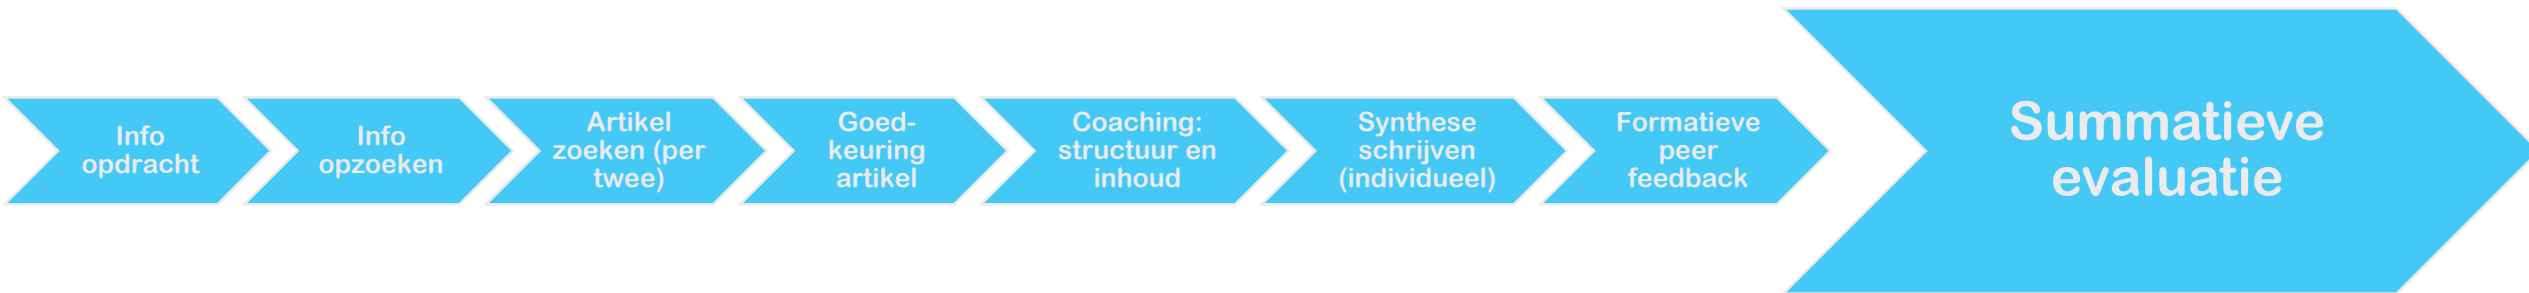 Info
opdracht
Info
opzoeken
Artikel
zoeken (per
twee)
Goed-
keuring
artikel
Coaching:
structuur en
inhoud
Synthese
schrijven
(individueel)
Formatieve
peer
feedback
Summatieve
evaluatie